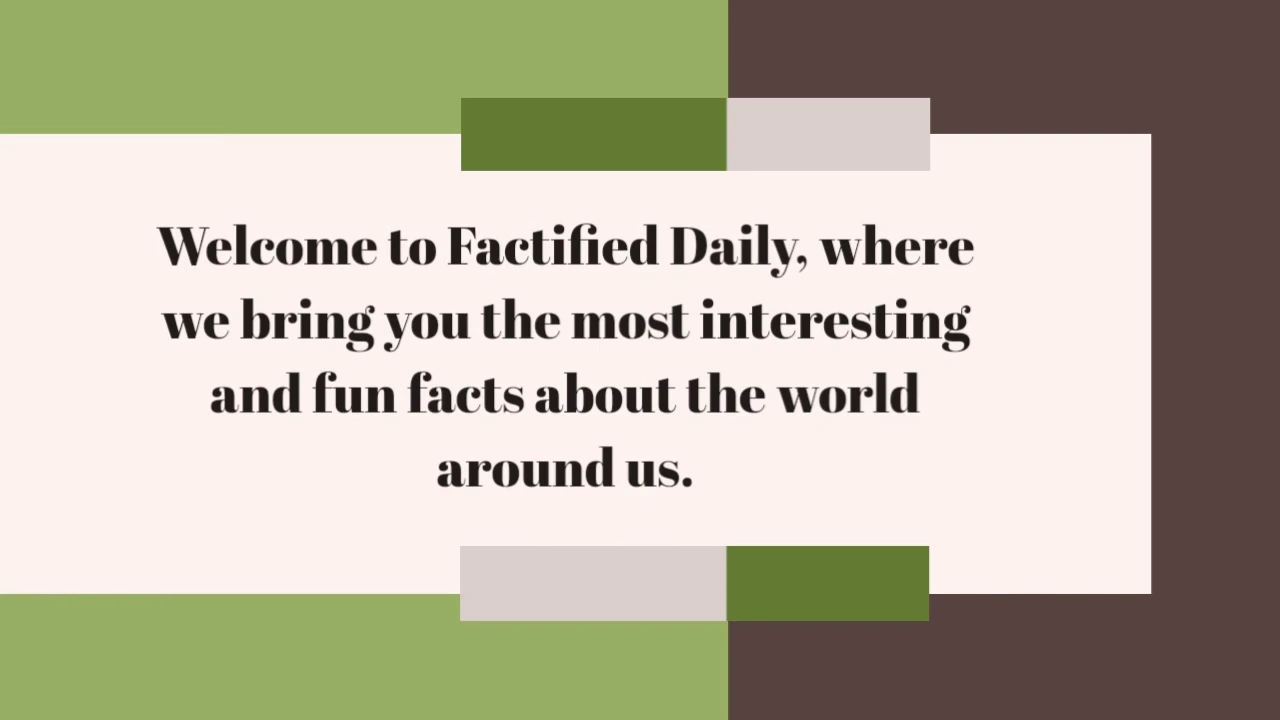 Welcome to Factified Daily, where
we bring you the most interesting
and fun facts about the world
around us.